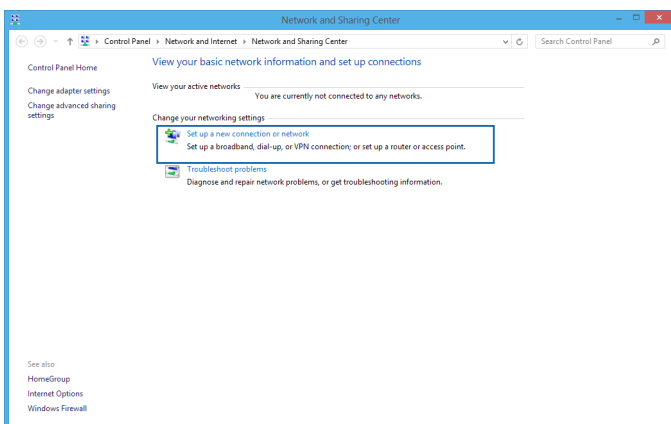 Network and Sharing Center
Control Panel Network and Internet Network and Sharing Center
Search Control Panel
Control Panel Home
Change adapter settings
Change advanced sharing
settings
View your basic network information and set up connections
View your active networks
You are currently not connected to any networks.
Change your networking settings
Set up a new connection or network
Set up a broadband, dial-up, or VPN connection; or set up a router or access point.
Troubleshoot problems
Diagnose and repair network problems, or get troubleshooting information.
See also
HomeGroup
Internet Options
Windows Firewall